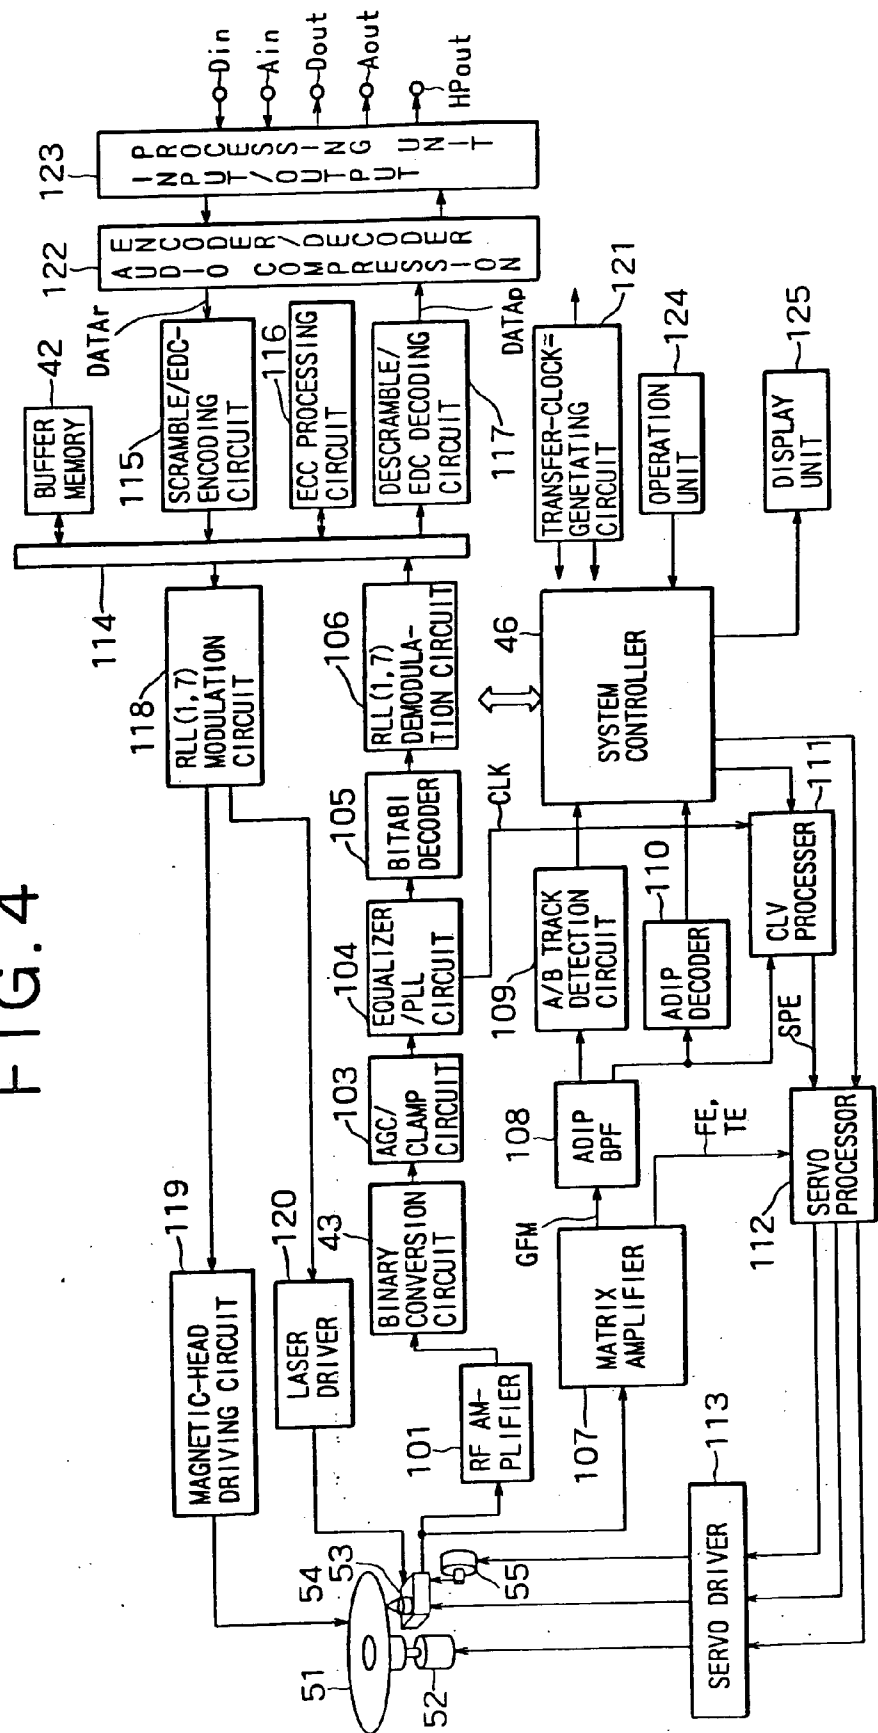 FIG. 4
119
MAGNETIC-HEAD
DRIVING CIRCUIT
120
LASER
DRIVER
118
RLL(1,7)
MODULATION
CIRCUIT
114
42
BUFFER
MEMORY
115
SCRAMBLE/EDC-
ENCODING
CIRCUIT
DATAr
116
ECC PROCESSING
CIRCUIT
DESCRAMBLE/
EDC DECODING
CIRCUIT
117
DATAp
122
AUDIO COMPRESSION
ENCODER/DECODER
123
INPUT/OUTPUT
PROCESSING UNIT
Din
Ain
Dout
Aout
HPout
51
52
53
54
55
101
RF AM-
PLIFIER
43
BINARY
CONVERSION
CIRCUIT
103
AGC/
CLAMP
CIRCUIT
104
EQUALIZER
/PLL
CIRCUIT
105
BITABI
DECODER
106
RLL(1,7)
DEMODULA-
TION CIRCUIT
CLK
107
MATRIX
AMPLIFIER
GFM
108
ADIP
BPF
109
A/B TRACK
DETECTION
CIRCUIT
110
ADIP
DECODER
46
SYSTEM
CONTROLLER
121
TRANSFER-CLOCK=
GENETATING
CIRCUIT
124
OPERATION
UNIT
125
DISPLAY
UNIT
111
CLV
PROCESSER
SPE
FE,
TE
112
SERVO
PROCESSOR
113
SERVO DRIVER